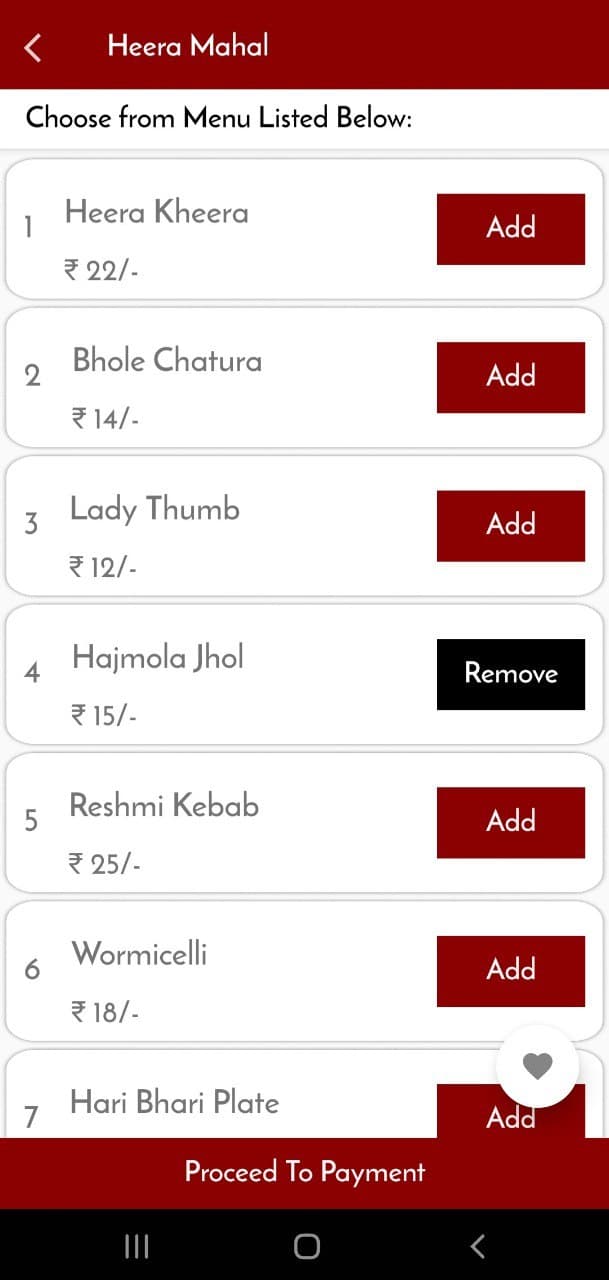 Heera Mahal
Choose from Menu Listed Below:
1 Heera Kheera
₹ 22/-
Add
2 Bhole Chatura
₹ 14/-
Add
3 Lady Thumb
₹ 12/-
Add
4 Hajmola Jhol
₹ 15/-
Remove
5 Reshmi Kebab
₹ 25/-
Add
6 Wormicelli
₹ 18/-
Add
7 Hari Bhari Plate
Add
Proceed To Payment